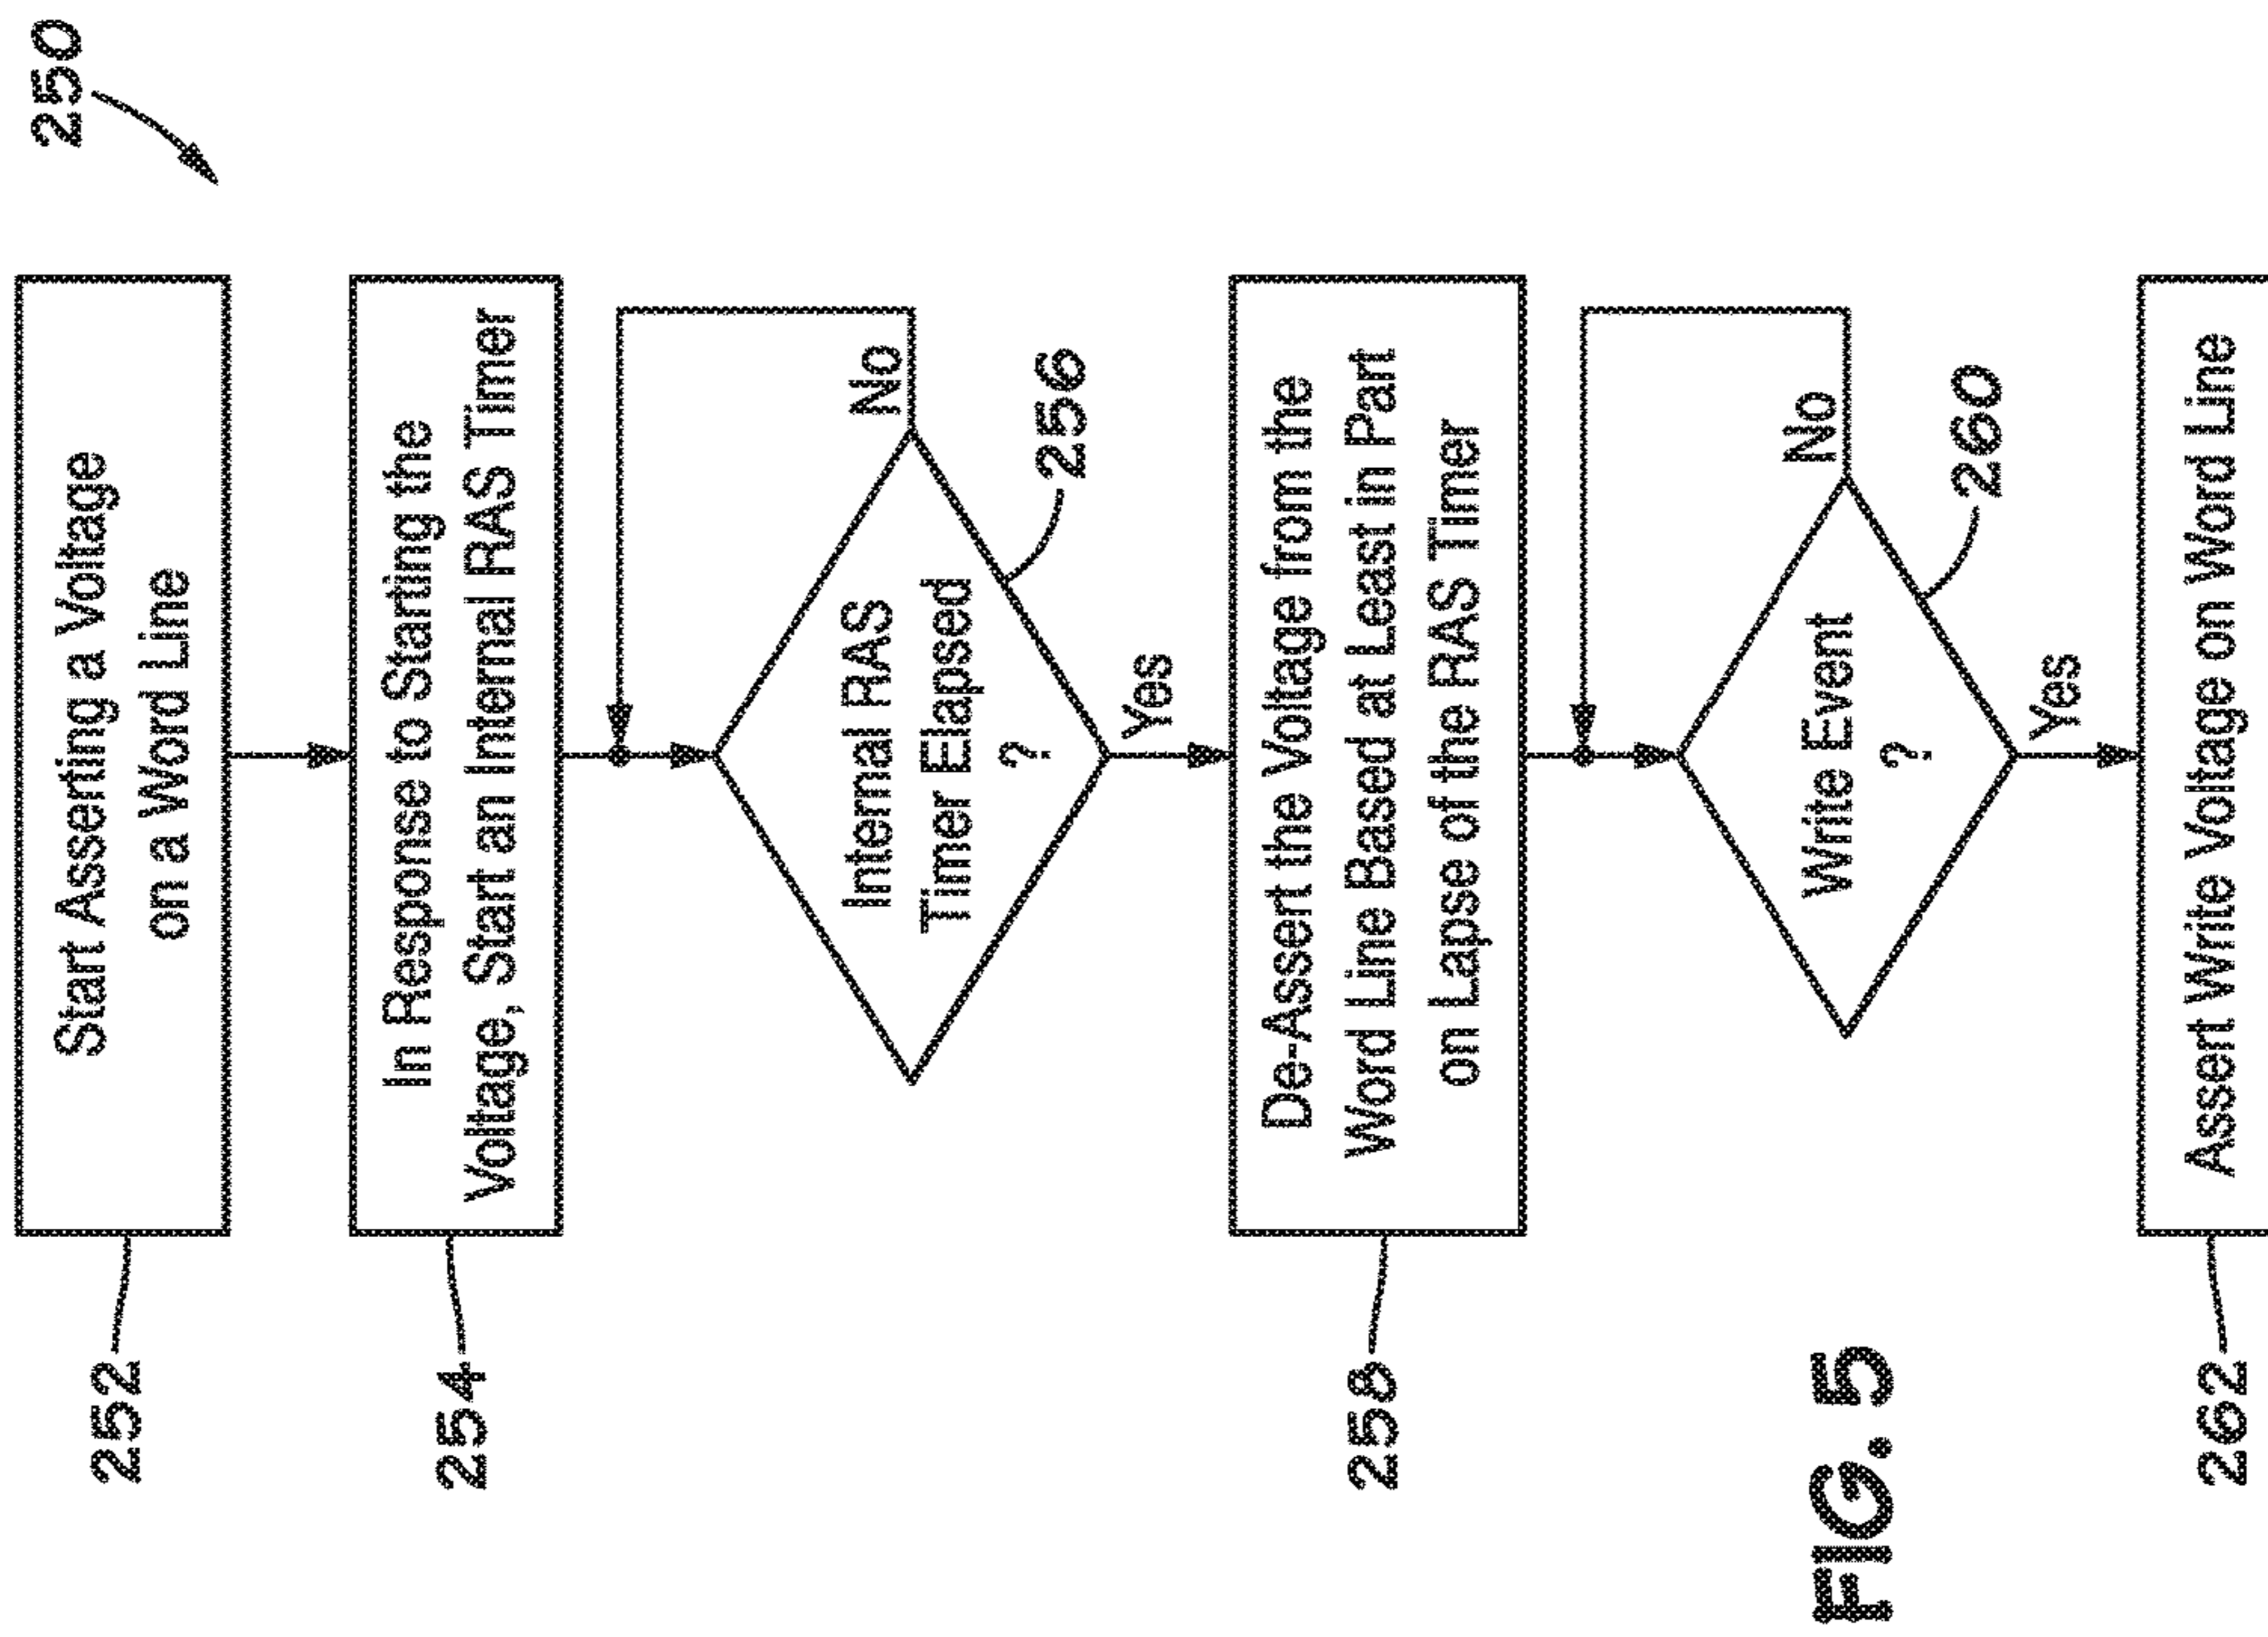 250
252
Start Asserting a Voltage
on a Word Line
254
In Response to Starting the
Voltage, Start an Internal RAS Timer
Internal RAS
Timer Elapsed
?
No
256
Yes
258
De-Assert the Voltage from the
Word Line Based at Least in Part
on Lapse of the RAS Timer
Write Event
?
No
260
Yes
262
Assert Write Voltage on Word Line
FIG. 5